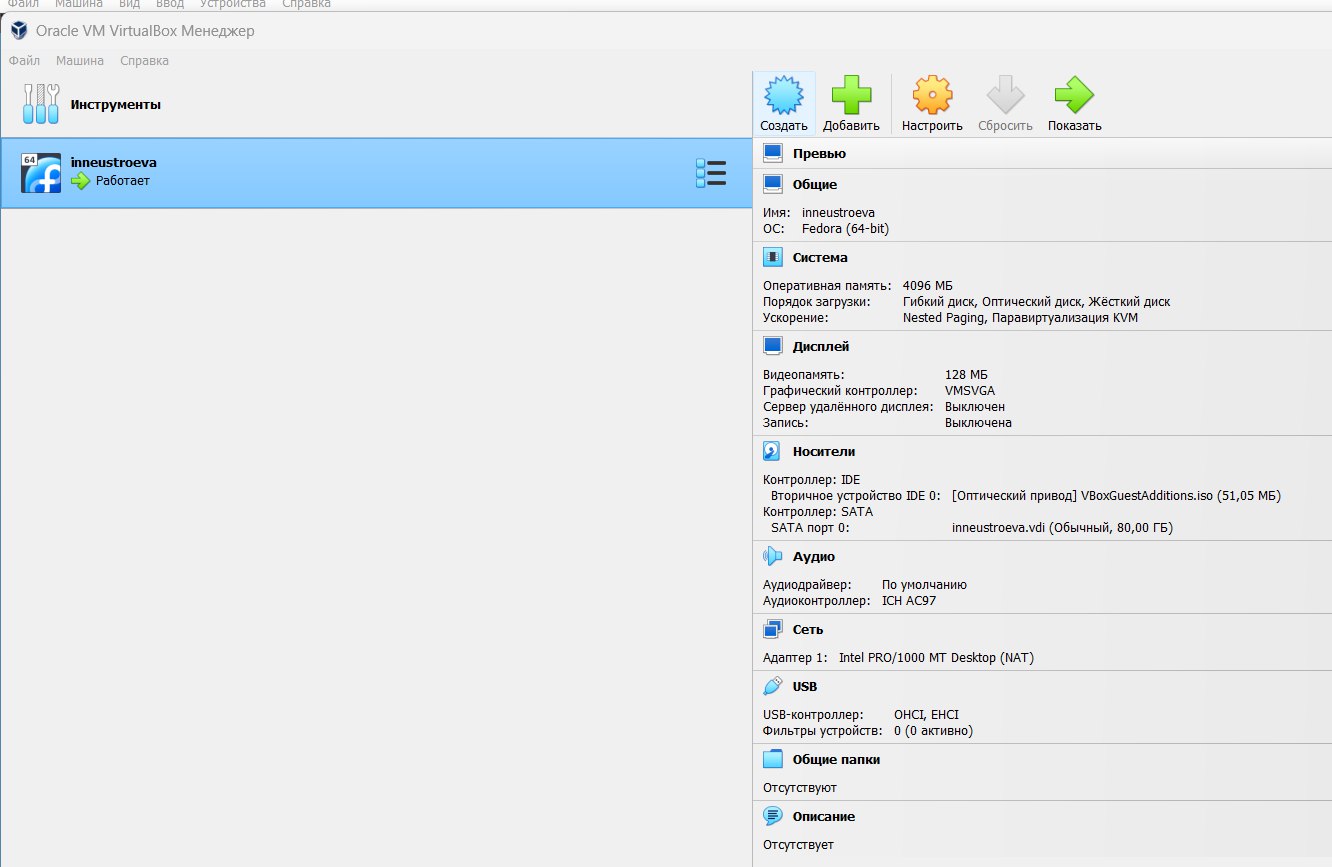 Файл Машина Вид Ввод Устройства Справка
Oracle VM VirtualBox Менеджер
Файл Машина Справка
Инструменты
64
inneustroeva
Работает
Создать Добавить Настроить Сбросить Показать
Превью
Общие
Имя: inneustroeva
ОС: Fedora (64-bit)
Система
Оперативная память: 4096 МБ
Порядок загрузки: Гибкий диск, Оптический диск, Жёсткий диск
Ускорение: Nested Paging, Паравиртуализация KVM
Дисплей
Видеопамять: 128 МБ
Графический контроллер: VMSVGA
Сервер удалённого дисплея: Выключен
Запись: Выключена
Носители
Контроллер: IDE
Вторичное устройство IDE 0: [Оптический привод] VBoxGuestAdditions.iso (51,05 МБ)
Контроллер: SATA
SATA порт 0: inneustroeva.vdi (Обычный, 80,00 ГБ)
Аудио
Аудиодрайвер: По умолчанию
Аудиоконтроллер: ICH AC97
Сеть
Адаптер 1: Intel PRO/1000 MT Desktop (NAT)
USB
USB-контроллер: OHCI, EHCI
Фильтры устройств: 0 (0 активно)
Общие папки
Отсутствуют
Описание
Отсутствует